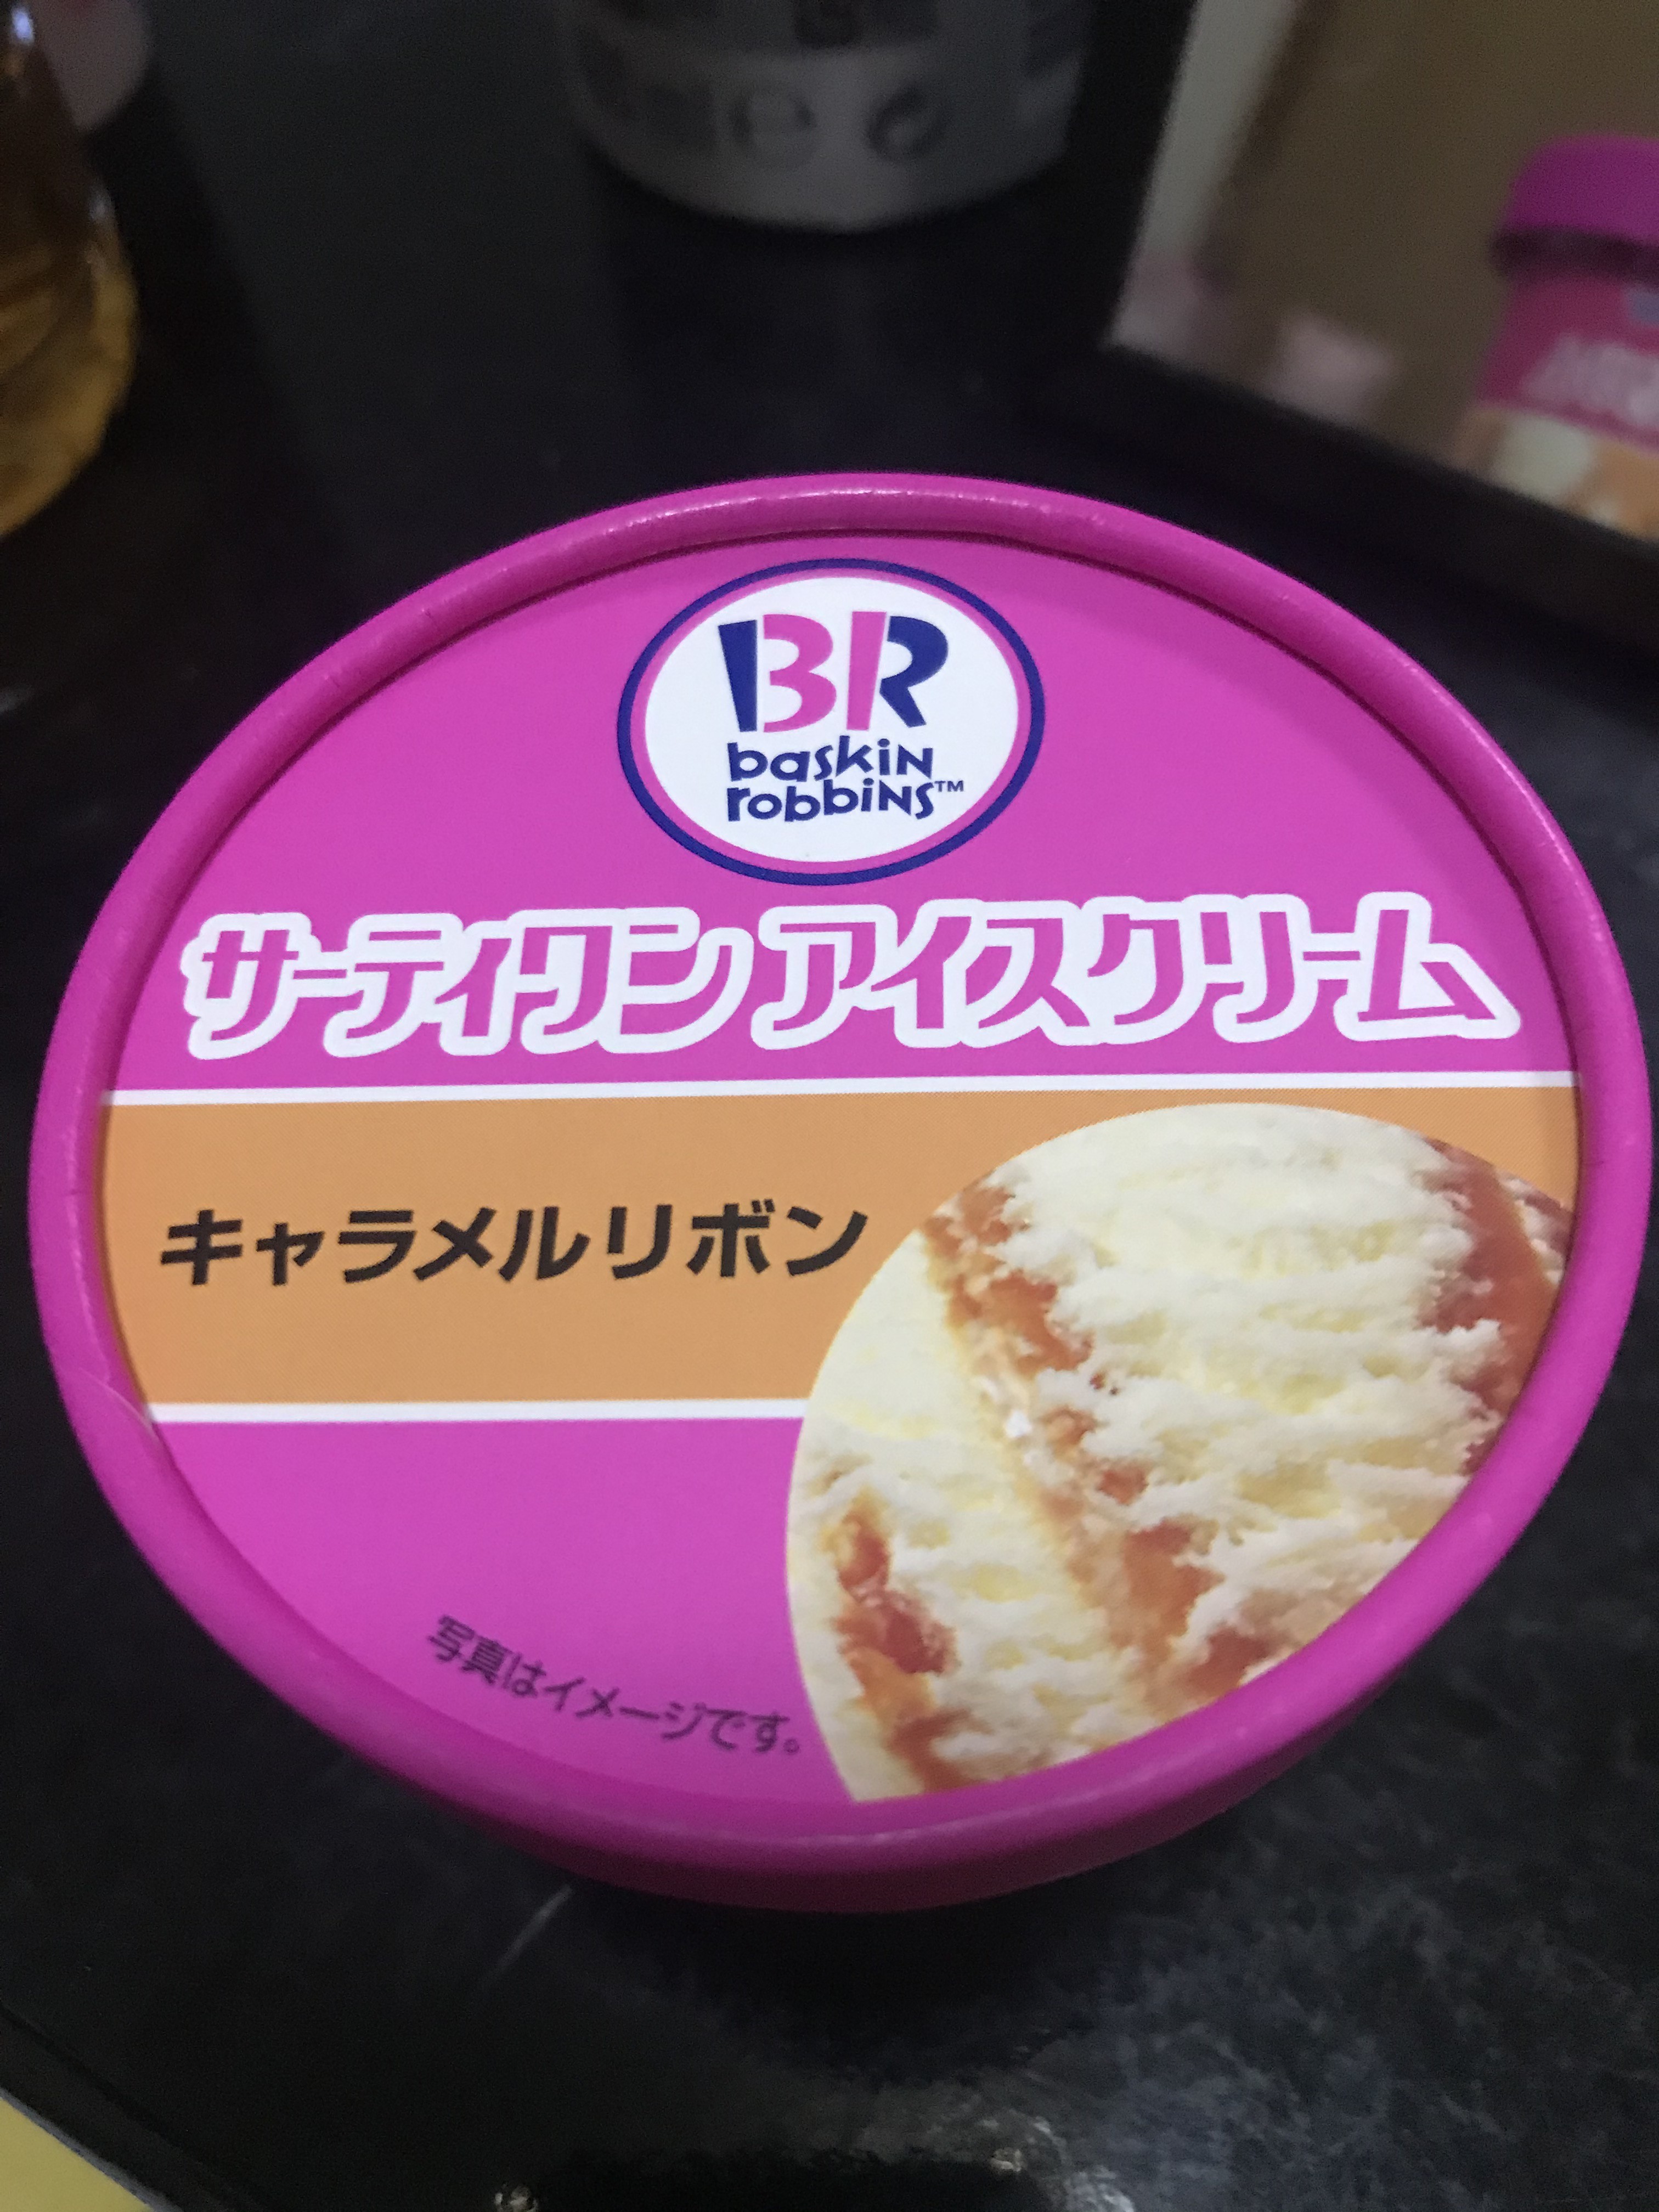 BR
baskin
robbins™
サーティワン アイスクリーム
キャラメルリボン
写真はイメージです。